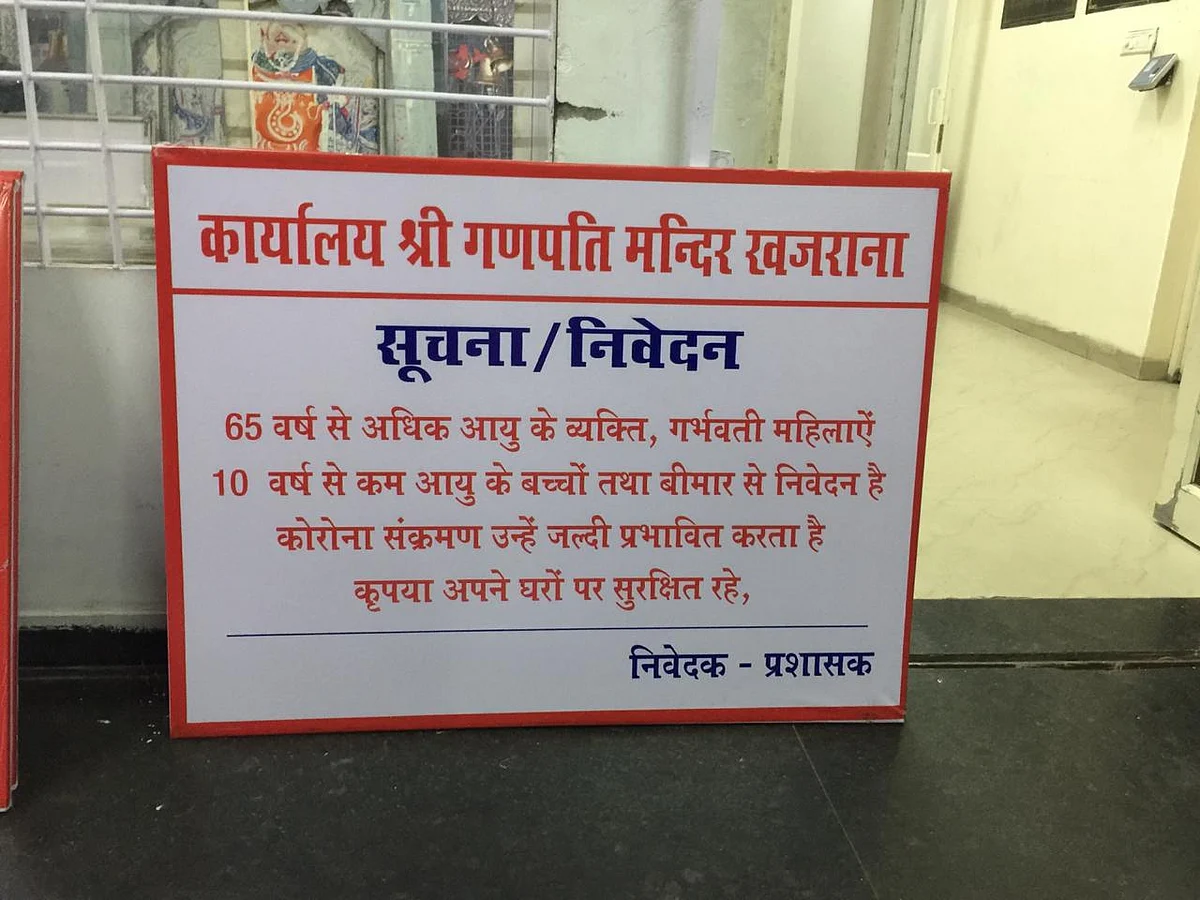 कार्यालय श्री गणपति मन्दिर खजराना
सूचना/निवेदन
65 वर्ष से अधिक आयु के व्यक्ति, गर्भवती महिलाऐं
10 वर्ष से कम आयु के बच्चों तथा बीमार से निवेदन है
कोरोना संक्रमण उन्हें जल्दी प्रभावित करता है
कृपया अपने घरों पर सुरक्षित रहे,
निवेदक - प्रशासक